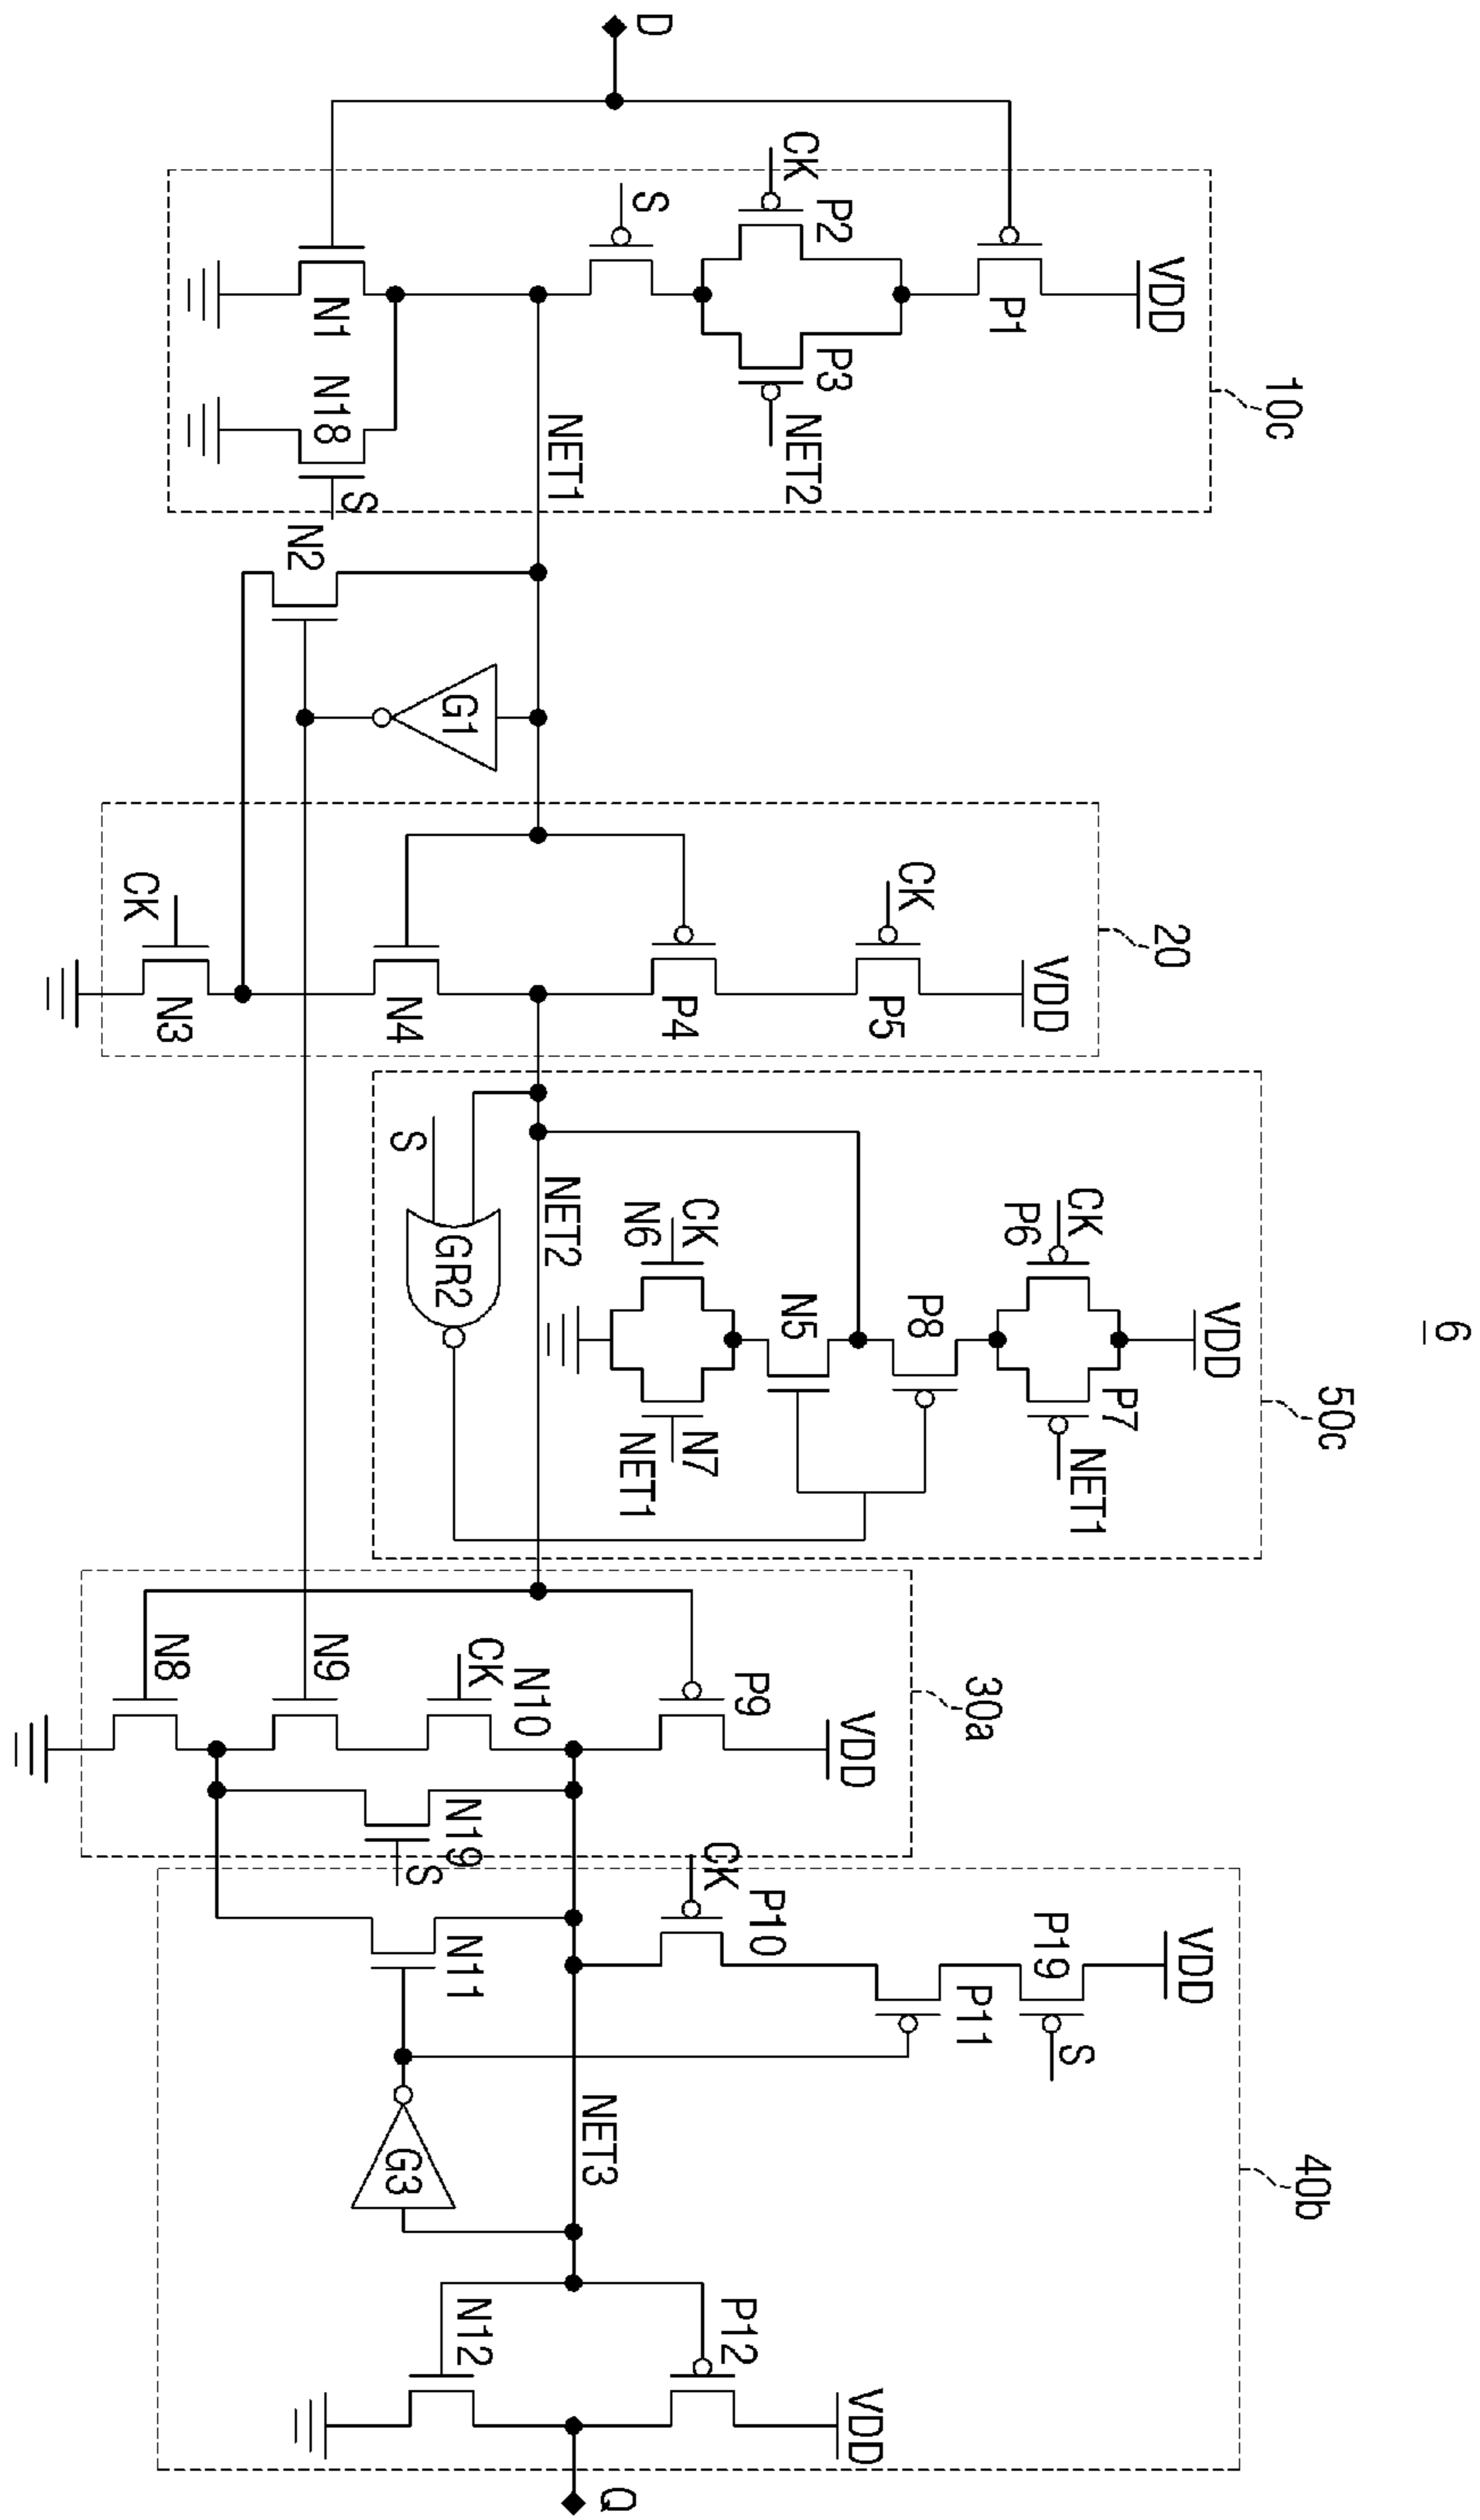 6
D
10c
VDD
P1
CK
P2
P3
NET2
S
NET1
N1
N18
S
N2
G1
20
VDD
CK
P5
P4
N4
CK
N3
50c
VDD
CK
P6
P7
NET1
P8
N5
CK
N6
N7
NET1
NET2
S
GR2
30a
VDD
P9
CK
N10
N9
N8
N19
S
40b
VDD
P19
S
P11
CK
P10
N11
NET3
G3
VDD
P12
N12
Q